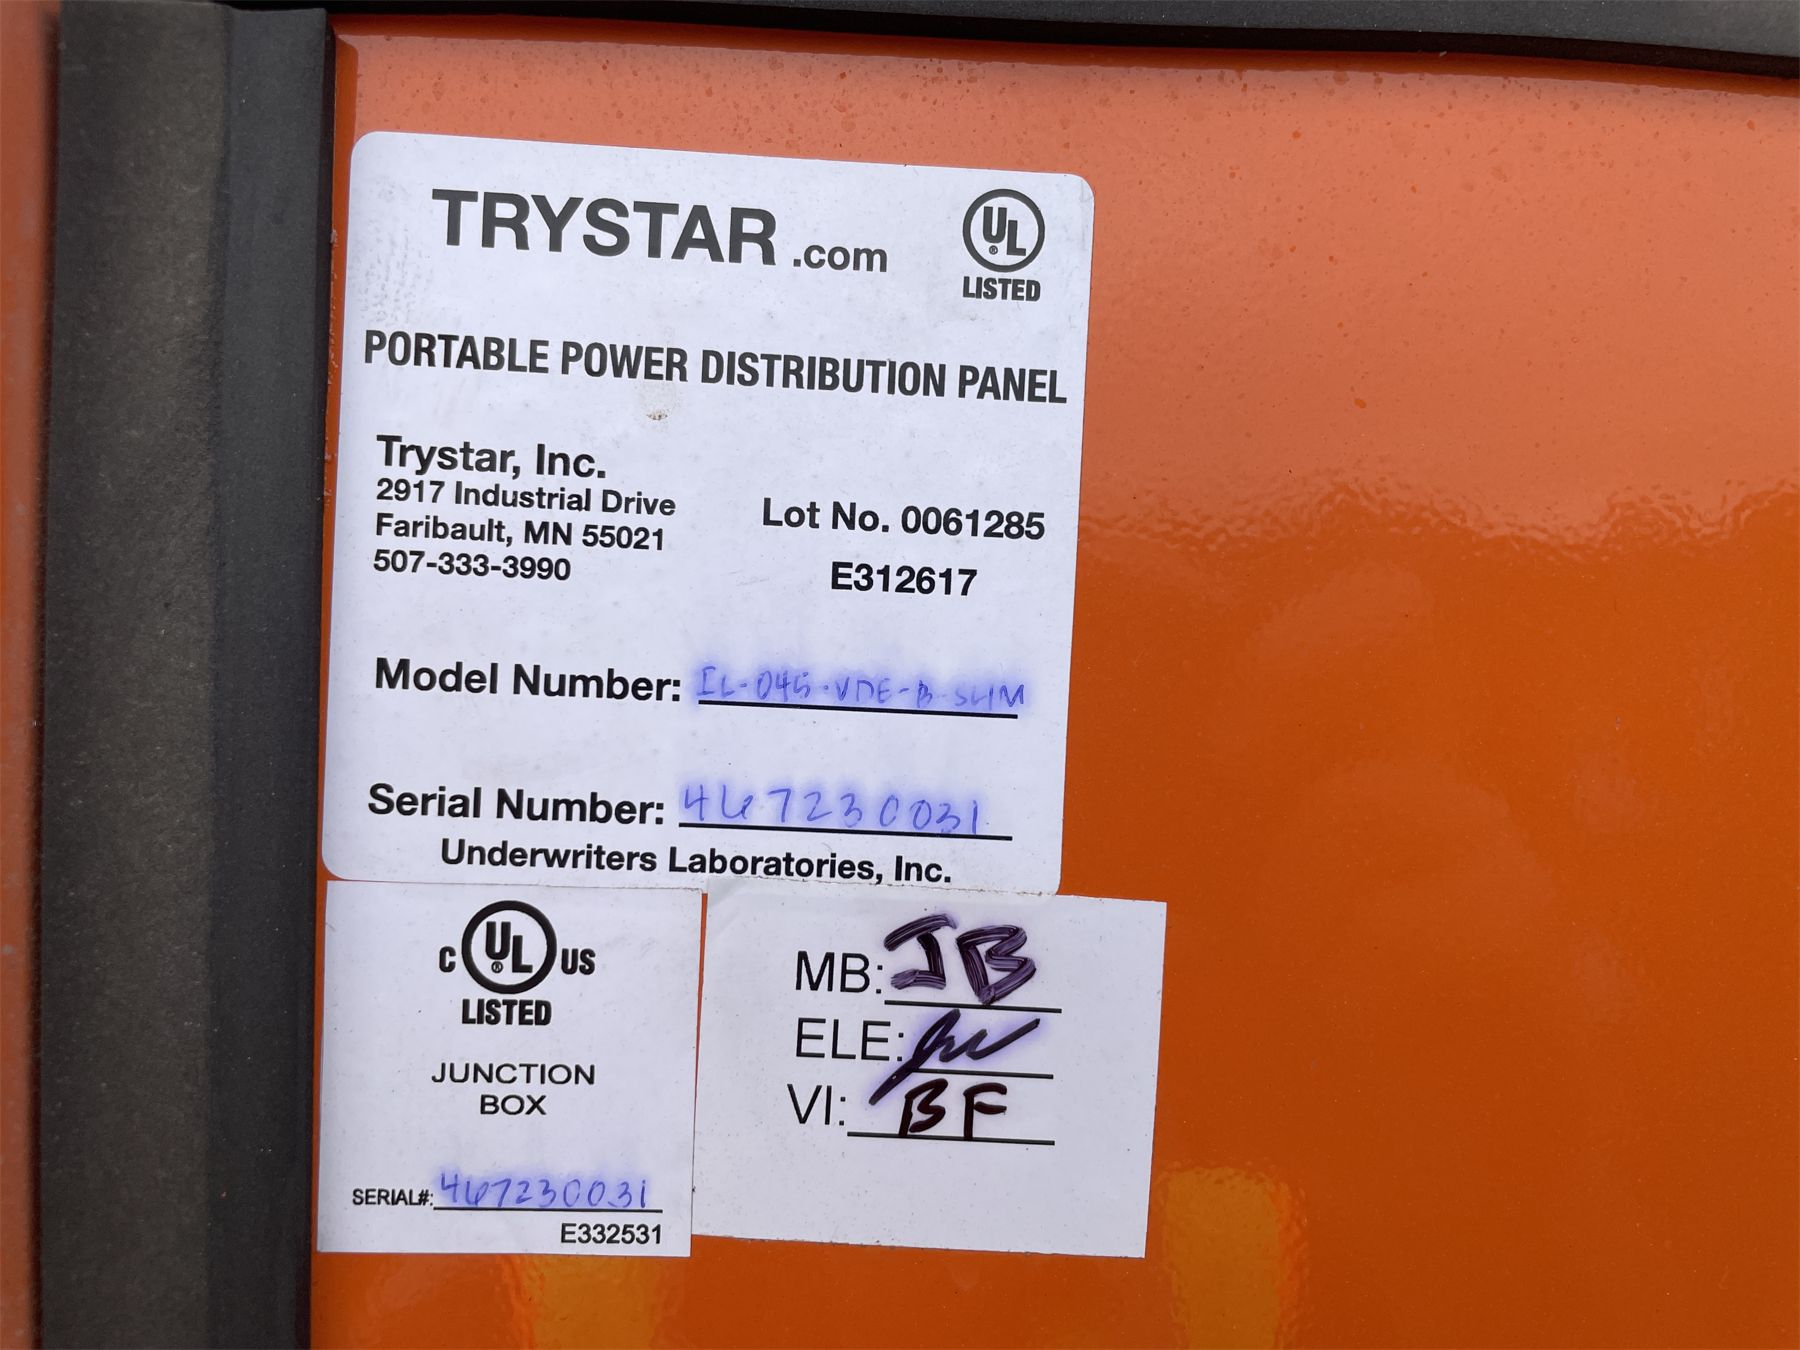 TRYSTAR .com
UL
LISTED
PORTABLE POWER DISTRIBUTION PANEL
Trystar, Inc.
2917 Industrial Drive
Faribault, MN 55021
507-333-3990
Lot No. 0061285
E312617
Model Number: IL-045-VDE-B-SLIM
Serial Number: 467230031
Underwriters Laboratories, Inc.
C UL US
LISTED
JUNCTION
BOX
SERIAL#: 467230031
E332531
MB: JB
ELE:
VI: BF